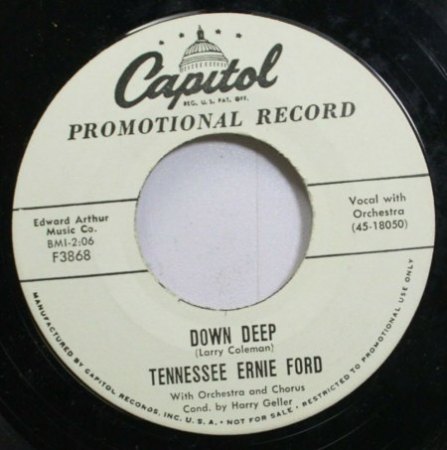 Capitol
REG. U.S. PAT. OFF.
PROMOTIONAL RECORD
Edward Arthur
Music Co.
BMI-2:06
F3868
Vocal with
Orchestra
(45-18050)
DOWN DEEP
(Larry Coleman)
TENNESSEE ERNIE FORD
With Orchestra and Chorus
Cond. by Harry Geller
MANUFACTURED BY CAPITOL RECORDS, INC. U.S.A. • NOT FOR SALE • RESTRICTED TO PROMOTIONAL USE ONLY